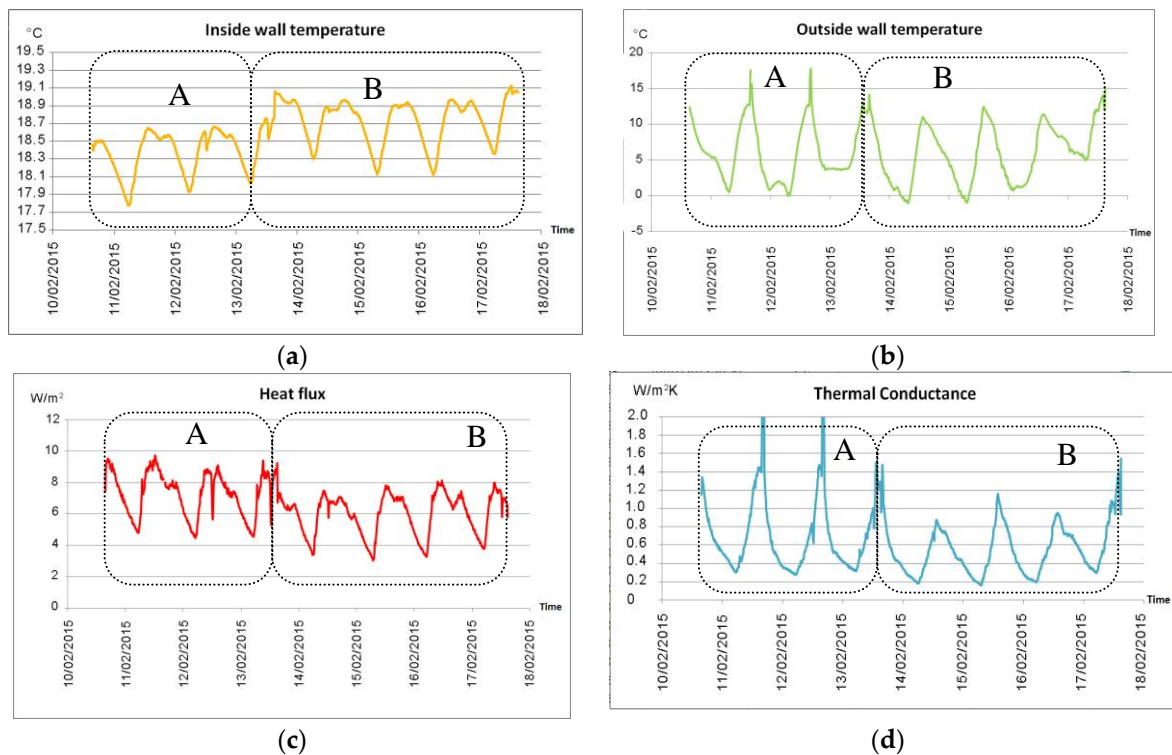 Inside wall temperature
°C
19.5
19.3
19.1
18.9
18.7
18.5
18.3
18.1
17.9
17.7
17.5
A
B
Time
10/02/2015
11/02/2015
12/02/2015
13/02/2015
14/02/2015
15/02/2015
16/02/2015
17/02/2015
18/02/2015
(a)
Outside wall temperature
°C
20
15
10
5
0
-5
A
B
Time
10/02/2015
11/02/2015
12/02/2015
13/02/2015
14/02/2015
15/02/2015
16/02/2015
17/02/2015
18/02/2015
(b)
Heat flux
W/m²
12
10
8
6
4
2
0
A
B
Time
10/02/2015
11/02/2015
12/02/2015
13/02/2015
14/02/2015
15/02/2015
16/02/2015
17/02/2015
18/02/2015
(c)
Thermal Conductance
W/m²K
2.0
1.8
1.6
1.4
1.2
1.0
0.8
0.6
0.4
0.2
0
A
B
Time
10/02/2015
11/02/2015
12/02/2015
13/02/2015
14/02/2015
15/02/2015
16/02/2015
17/02/2015
18/02/2015
(d)